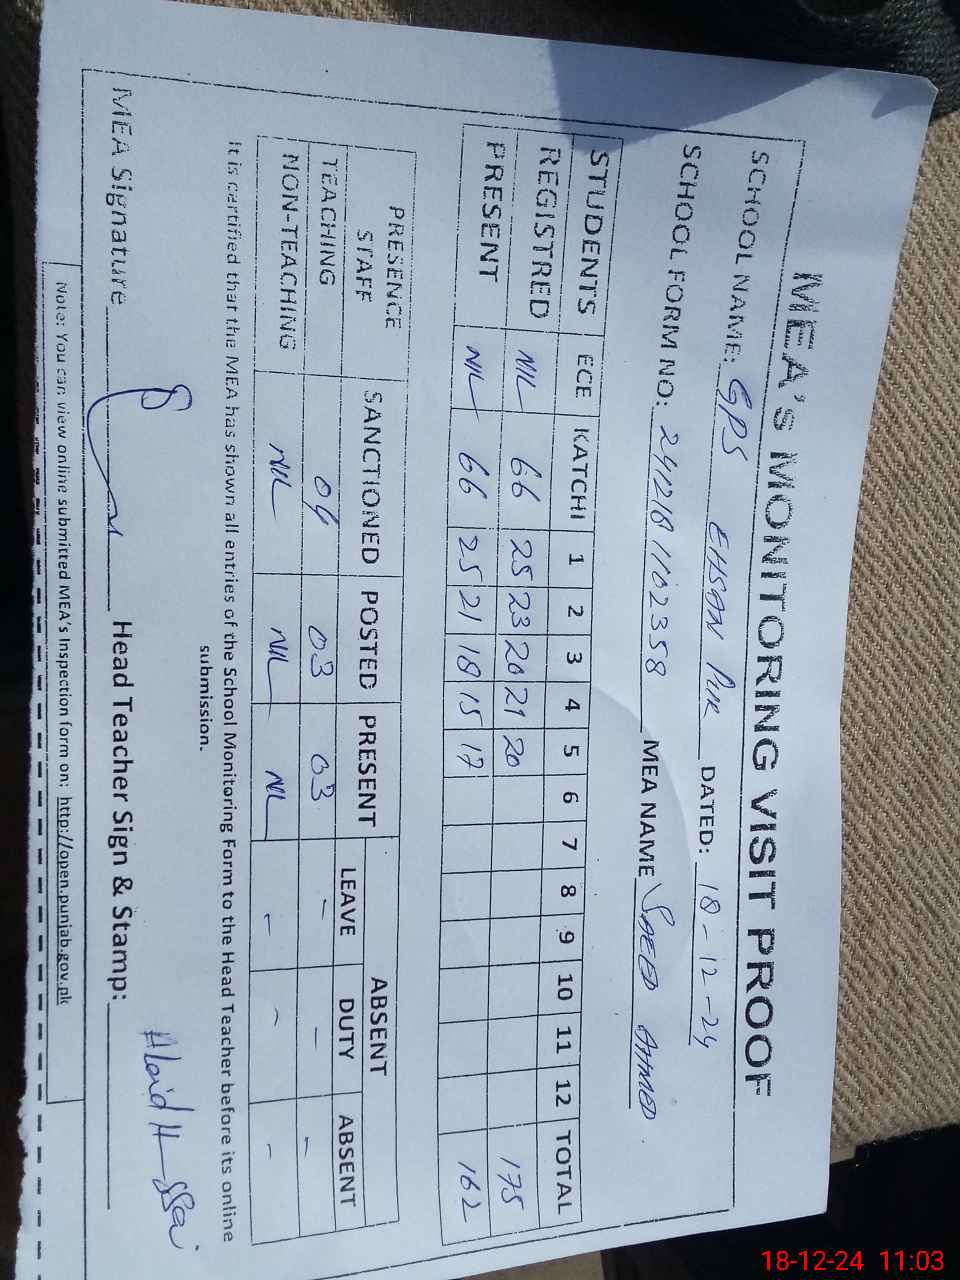 MEA's MONITORING VISIT PROOF
SCHOOL NAME: GPS EHSAN PUR DATED: 18-12-24
SCHOOL FORM NO: MEA NAME SAEED AHMED
STUDENTS ECE KATCHI 1 2 3 4 5 6 7 8 9 10 11 12 TOTAL
REGISTRED NIL 66 25 23 20 21 20 175
PRESENT NIL 66 25 21 18 15 17 162
PRESENCE STAFF SANCTIONED POSTED PRESENT ABSENT
LEAVE DUTY ABSENT
TEACHING 03 03 - - -
NON-TEACHING NIL NIL NIL - - -
It is certified that the MEA has shown all entries of the School Monitoring Form to the Head Teacher before its online
submission.
MEA Signature Head Teacher Sign & Stamp:
Note: You can view online submitted MEA's Inspection form on: http://open.punjab.gov.pk
18-12-24 11:03